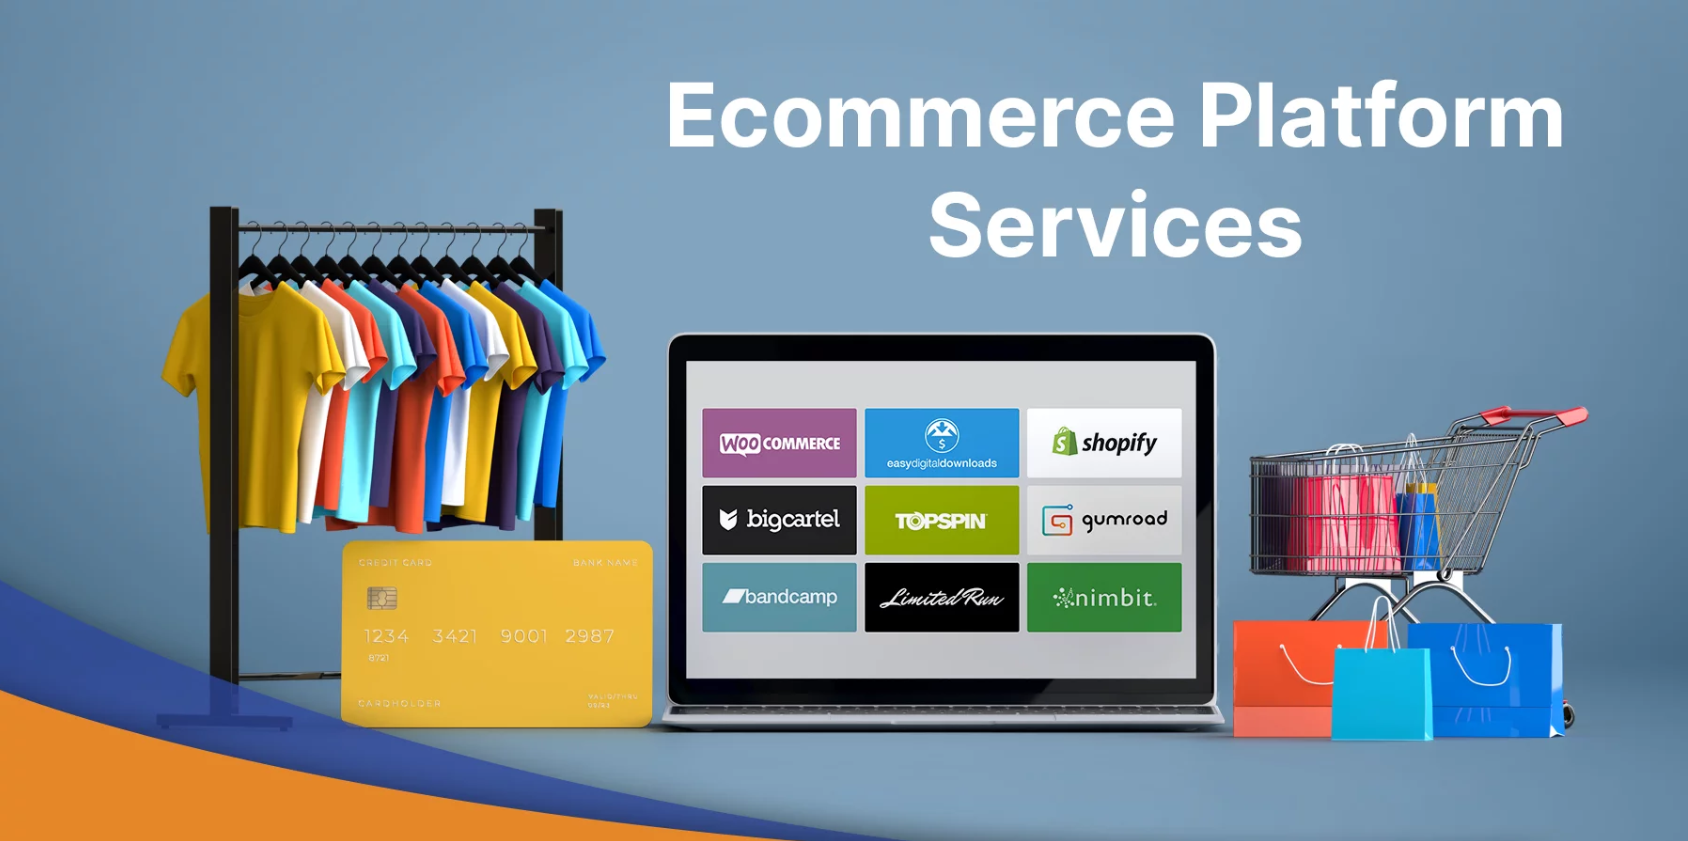 Ecommerce Platform
Services
WOO COMMERCE
easydigitaldownloads
shopify
bigcartel
TOPSPIN
gumroad
bandcamp
Limited Run
nimbit.
CREDIT CARD BANK NAME
1234 3421 9001 2987
8721
CARDHOLDER